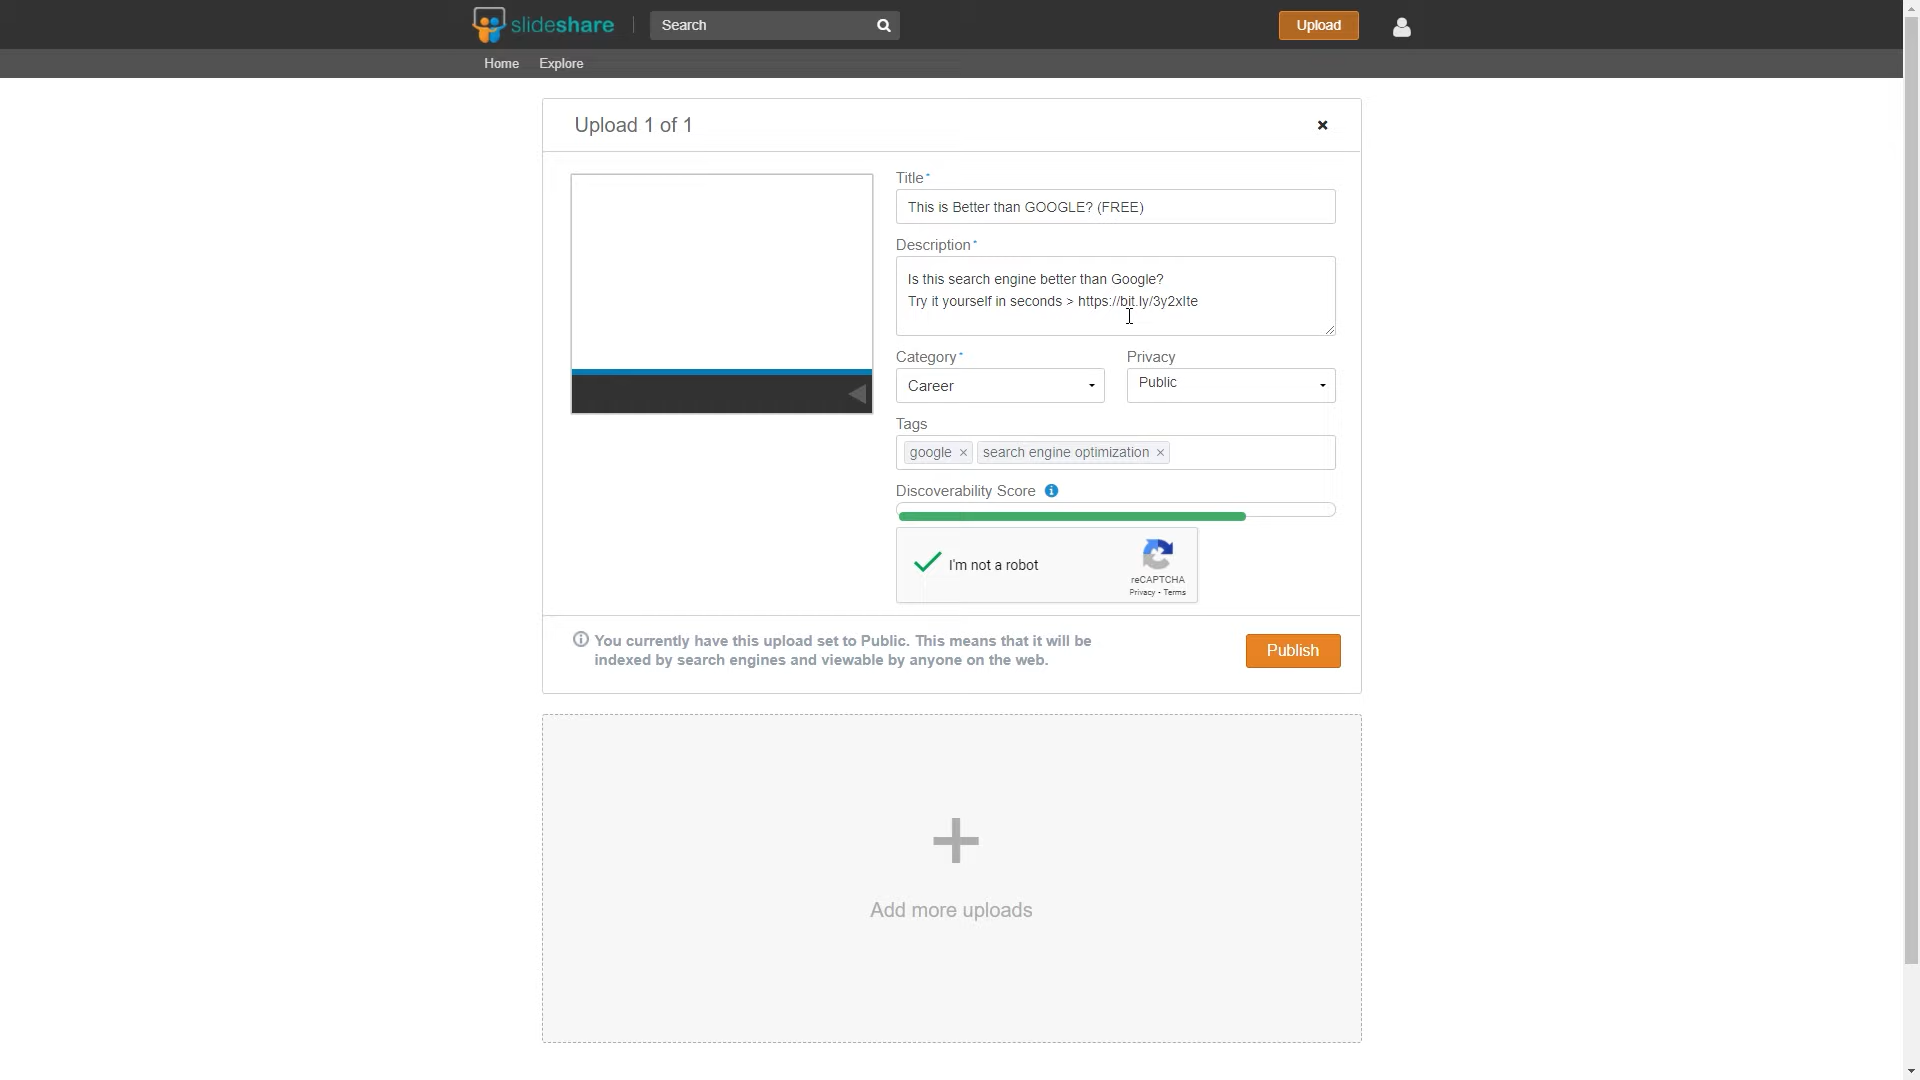 slideshare
Search
Upload
Home
Explore
Upload 1 of 1
×
Title*
This is Better than GOOGLE? (FREE)
Description*
Is this search engine better than Google?
Try it yourself in seconds > https://bit.ly/3y2xIte
Category*
Privacy
Career
Public
Tags
google ×
search engine optimization ×
Discoverability Score
I'm not a robot
reCAPTCHA
Privacy - Terms
You currently have this upload set to Public. This means that it will be
indexed by search engines and viewable by anyone on the web.
Publish
Add more uploads